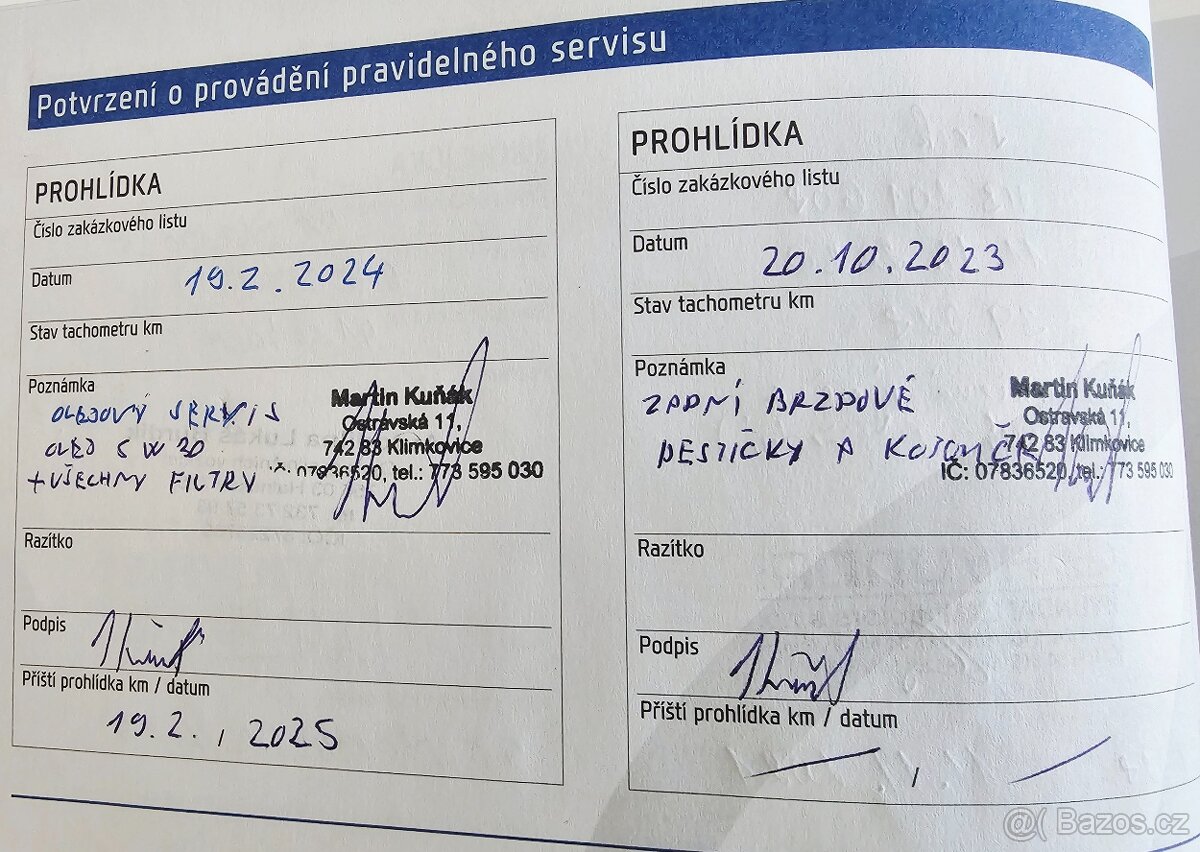 Potvrzení o provádění pravidelného servisu
PROHLÍDKA
Číslo zakázkového listu
Datum 19.2.2024
Stav tachometru km
Poznámka
OLEJOVÝ SERVIS
OLEJ 5W30
+VŠECHNY FILTRY
Martin Kuňák
Ostravská 11,
742 83 Klimkovice
IČ: 07836520, tel.: 773 595 030
Razítko
Podpis
Příští prohlídka km / datum
19.2., 2025
PROHLÍDKA
Číslo zakázkového listu
Datum 20.10.2023
Stav tachometru km
Poznámka
ZADNÍ BRZDOVÉ
DESTIČKY A KOTOUČE
Martin Kuňák
Ostravská 11,
742 83 Klimkovice
IČ: 07836520, tel.: 773 595 030
Razítko
Podpis
Příští prohlídka km / datum
@( Bazos.cz